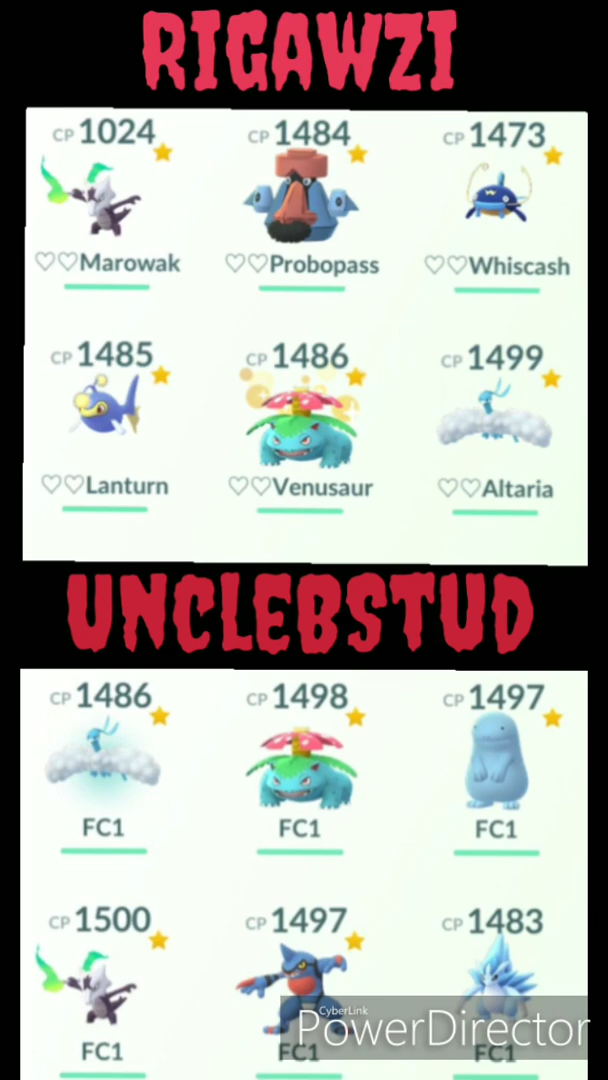 RIGAWZI
CP 1024 CP 1484 CP 1473
♡♡Marowak ♡♡Probopass ♡♡Whiscash
CP 1485 CP 1486 CP 1499
♡♡Lanturn ♡♡Venusaur ♡♡Altaria
UNCLEBSTUD
CP 1486 CP 1498 CP 1497
FC1 FC1 FC1
CP 1500 CP 1497 CP 1483
CyberLink
PowerDirector
FC1 FC1 FC1